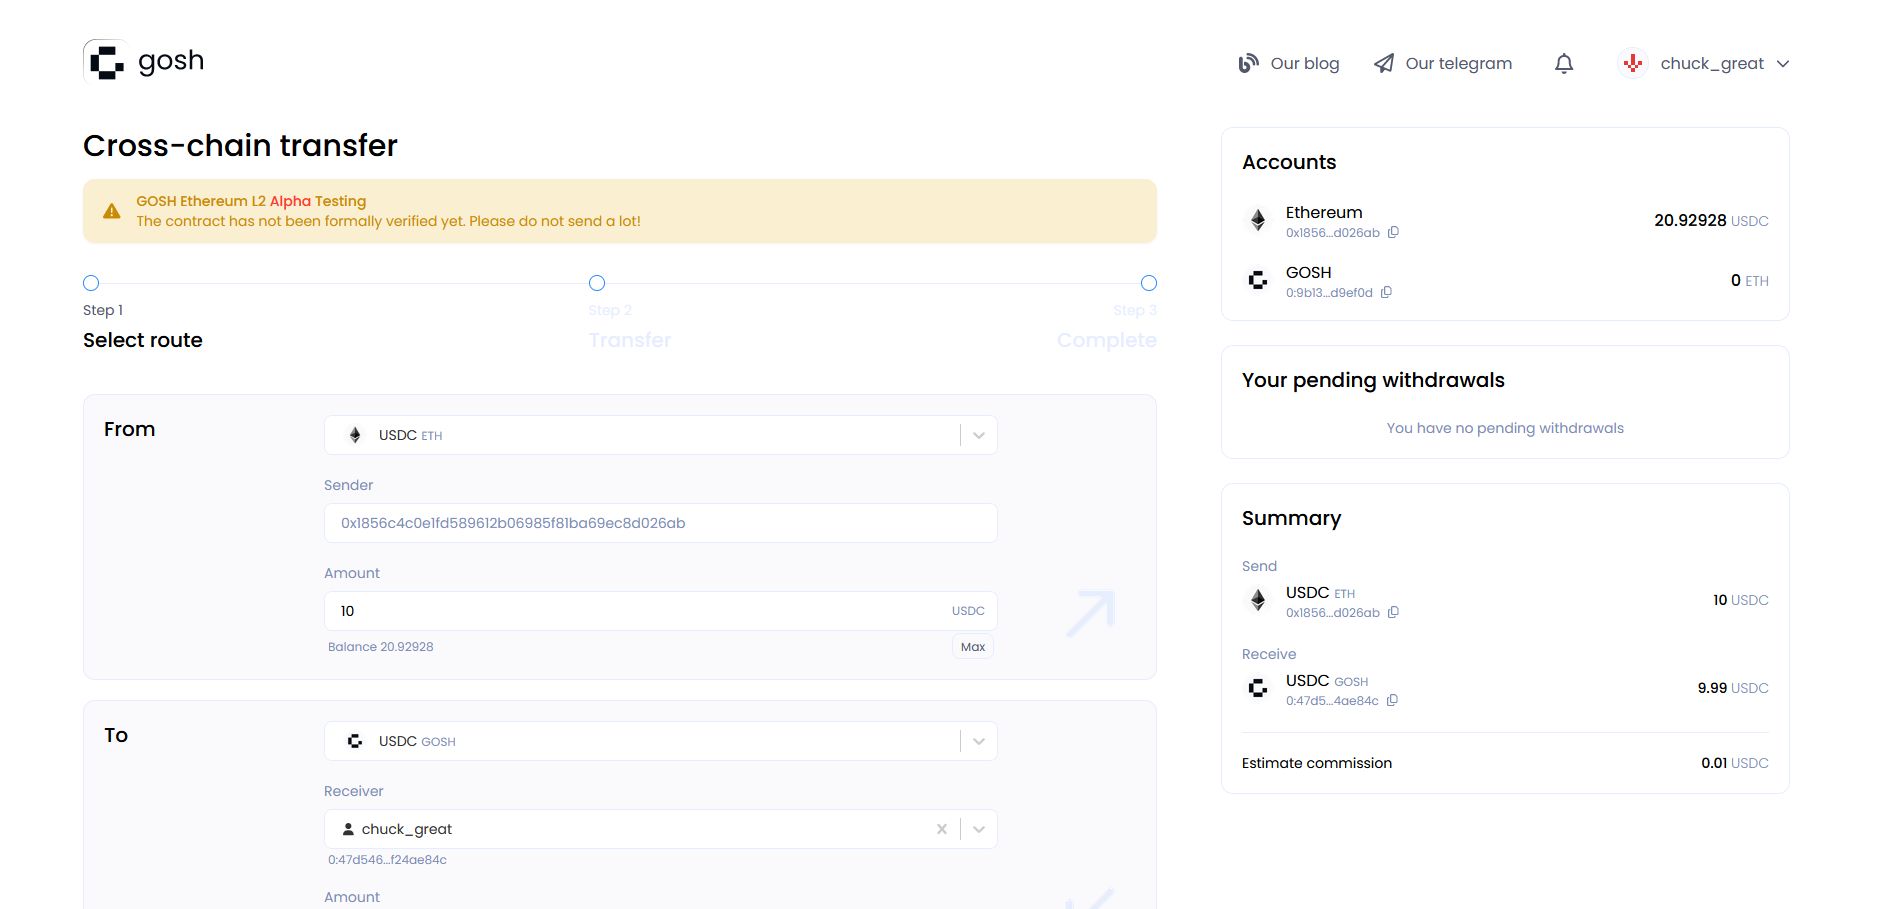 gosh
Our blog
Our telegram
chuck_great
Cross-chain transfer
GOSH Ethereum L2 Alpha Testing
The contract has not been formally verified yet. Please do not send a lot!
Step 1
Select route
Step 2
Transfer
Step 3
Complete
From
USDC ETH
Sender
0x1856c4c0e1fd589612b06985f81ba69ec8d026ab
Amount
10 USDC
Balance 20.92928
Max
To
USDC GOSH
Receiver
chuck_great
0:47d546...f24ae84c
Amount
Accounts
Ethereum
0x1856...d026ab
20.92928 USDC
GOSH
0:9b13...d9ef0d
0 ETH
Your pending withdrawals
You have no pending withdrawals
Summary
Send
USDC ETH
0x1856...d026ab
10 USDC
Receive
USDC GOSH
0:47d5...4ae84c
9.99 USDC
Estimate commission 0.01 USDC